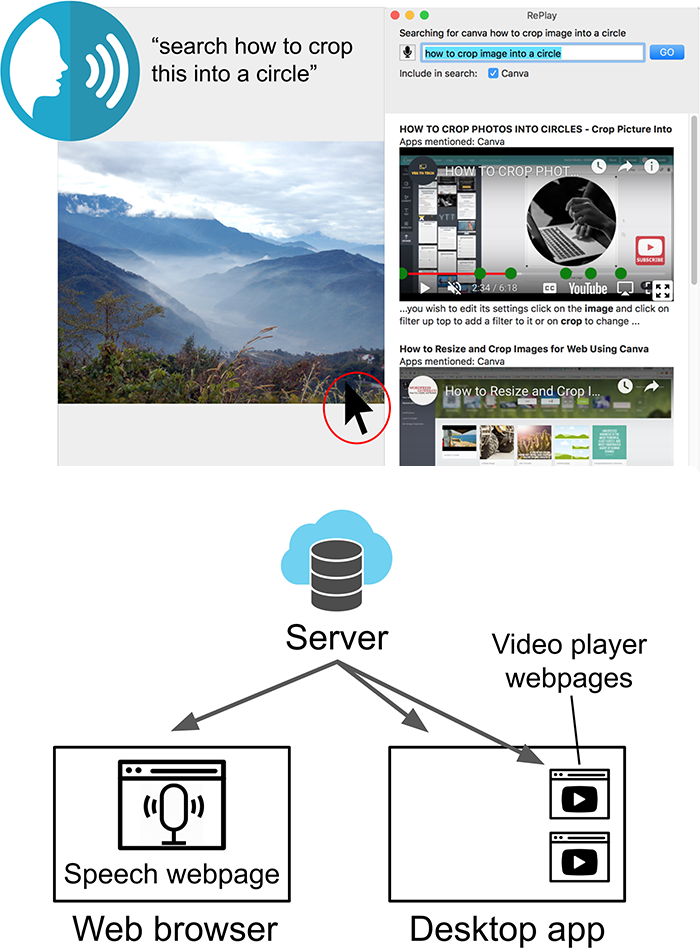 “search how to crop
this into a circle”
RePlay
Searching for canva how to crop image into a circle
how to crop image into a circle
GO
Include in search:
Canva
HOW TO CROP PHOTOS INTO CIRCLES - Crop Picture Into
Apps mentioned: Canva
YES TO TECH
HOW TO CROP PHOT...
SUBSCRIBE
2:34 / 6:18
CC
YouTube
...you wish to edit its settings click on the image and click on
filter up top to add a filter to it or on crop to change ...
How to Resize and Crop Images for Web Using Canva
Apps mentioned: Canva
How to Resize and Crop I...
Server
Video player
webpages
Speech webpage
Web browser
Desktop app